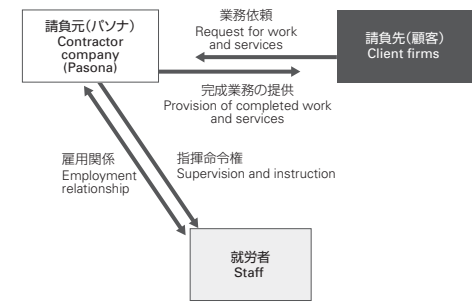 業務依頼
Request for work
and services
請負元(パソナ)
Contractor
company
(Pasona)
請負先(顧客)
Client firms
完成業務の提供
Provision of completed work
and services
雇用関係
Employment
relationship
指揮命令権
Supervision and instruction
就労者
Staff